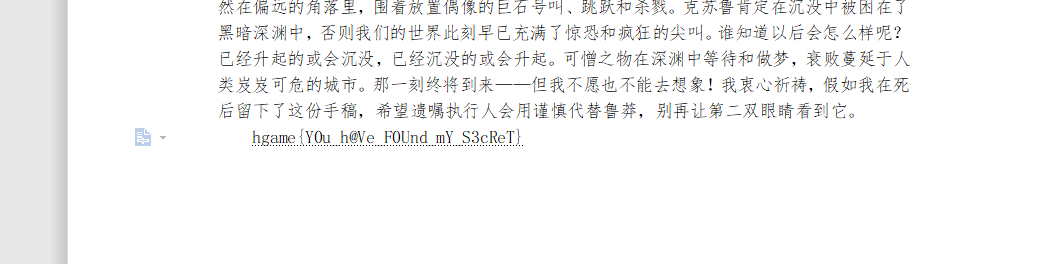 然在偏远的角落里，围着放置偶像的巨石号叫、跳跃和杀戮。克苏鲁肯定在沉没中被困在了
黑暗深渊中，否则我们的世界此刻早已充满了惊恐和疯狂的尖叫。谁知道以后会怎么样呢？
已经升起的或会沉没，已经沉没的或会升起。可憎之物在深渊中等待和做梦，衰败蔓延于人
类岌岌可危的城市。那一刻终将到来——但我不愿也不能去想象！我衷心祈祷，假如我在死
后留下了这份手稿，希望遗嘱执行人会用谨慎代替鲁莽，别再让第二双眼睛看到它。
hgame{Y0u_h@Ve_F0Und_mY_S3cReT}